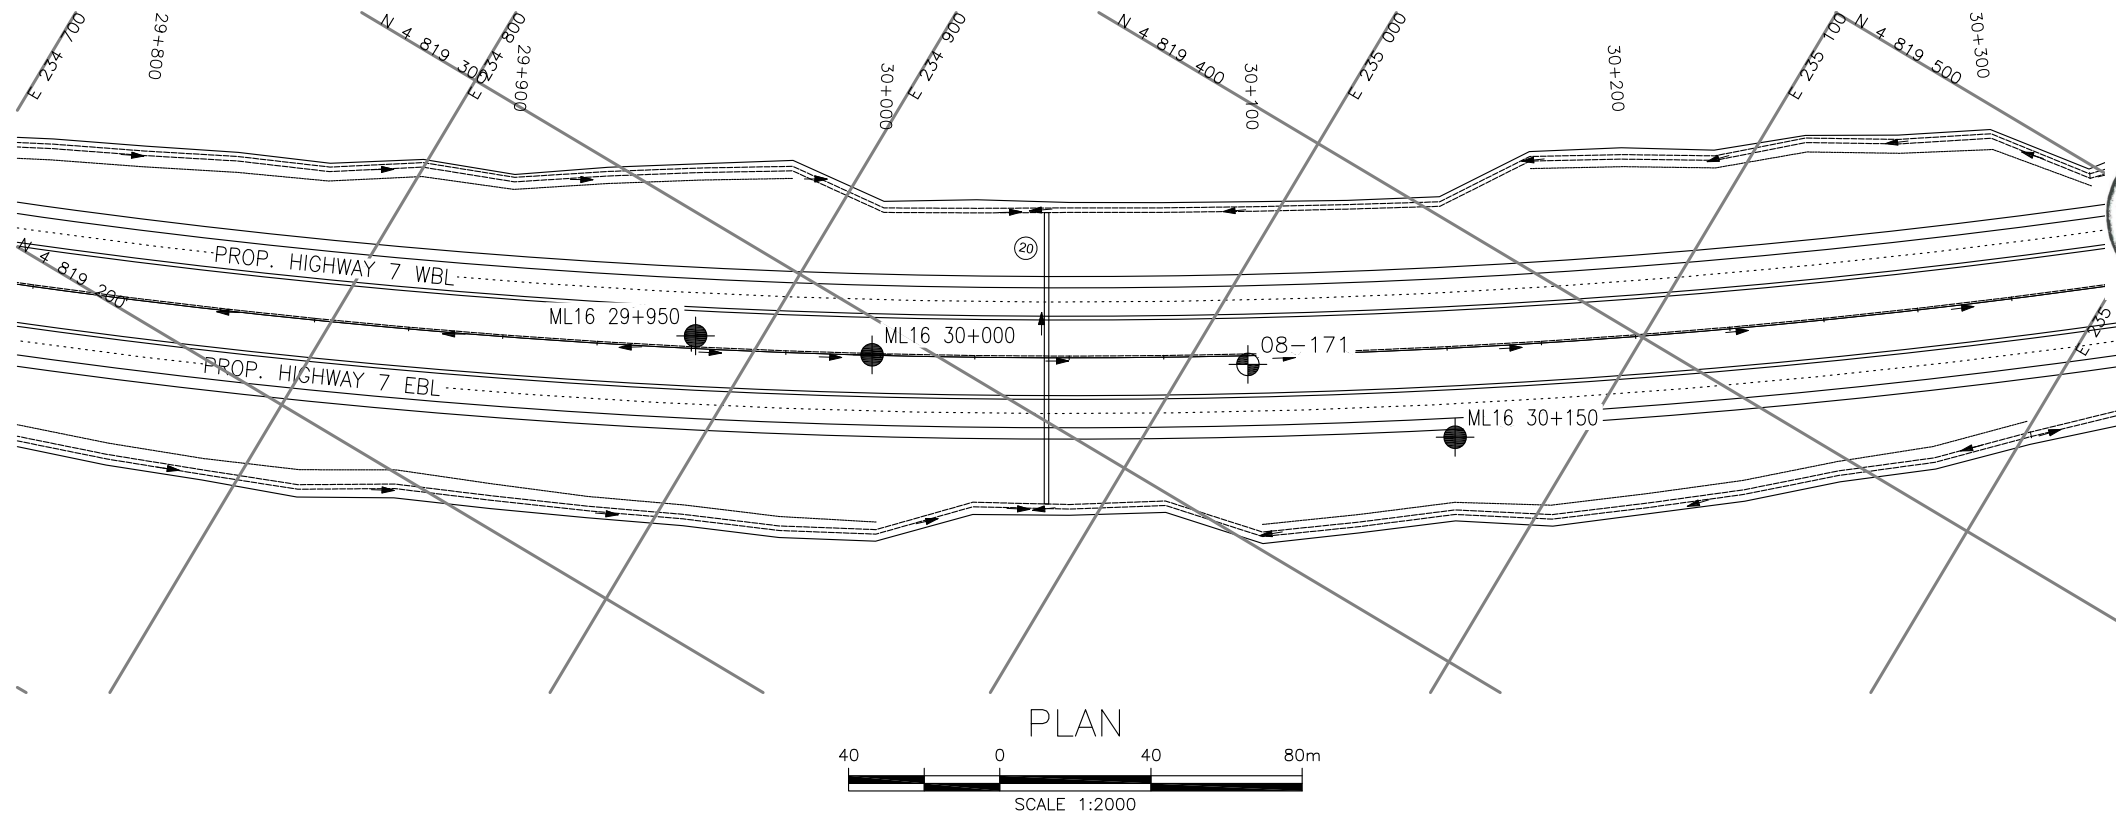 E 234 700
29+800
N 4 819 300
E 234 800
29+900
30+000
E 234 900
N 4 819 400
30+100
E 235 000
30+200
E 235 100
N 4 819 500
30+300
20
N 4 819 200
PROP. HIGHWAY 7 WBL
ML16 29+950
ML16 30+000
08-171
E 235
PROP. HIGHWAY 7 EBL
ML16 30+150
PLAN
40 0 40 80m
SCALE 1:2000